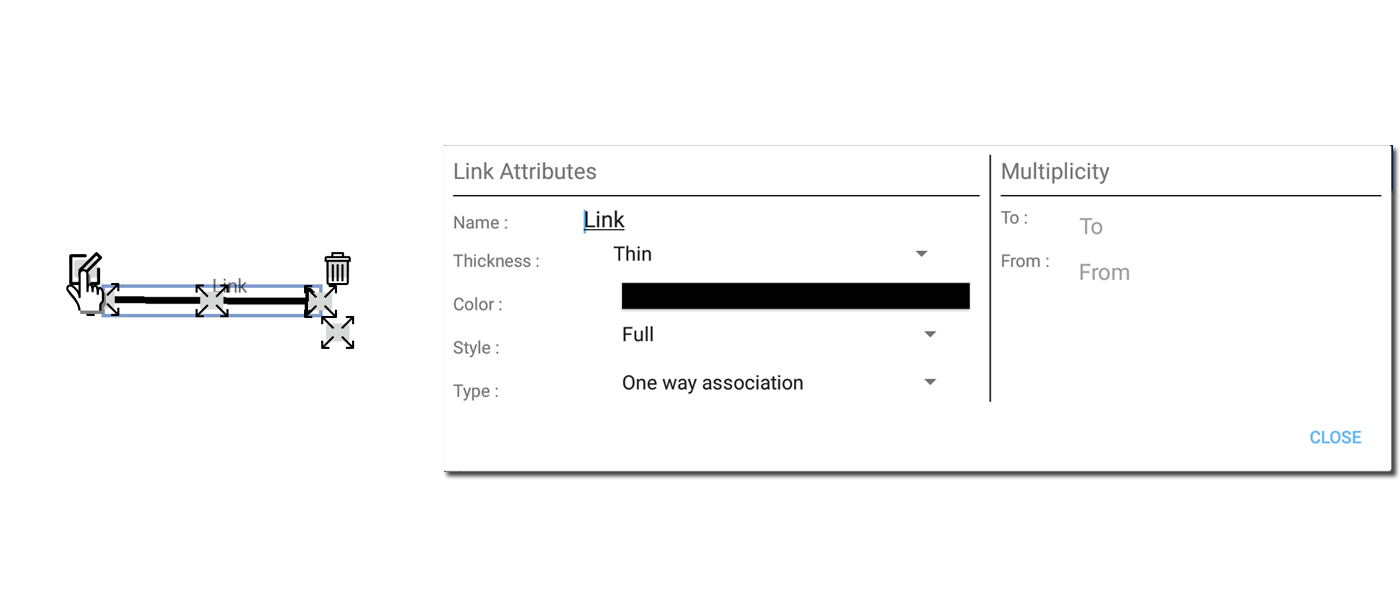 Link
Link Attributes
Name :
Link
Thickness :
Thin
Color :
Style :
Full
Type :
One way association
Multiplicity
To :
To
From :
From
CLOSE